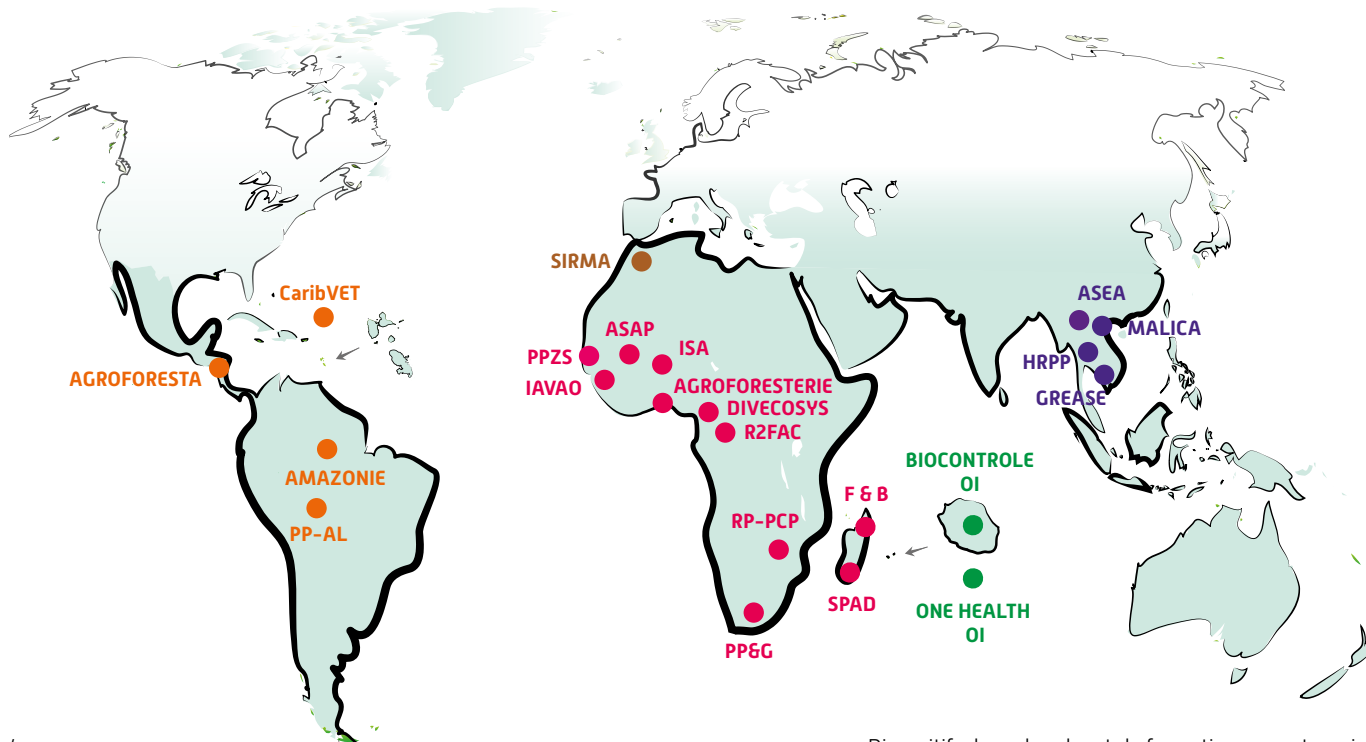 SIRMA
CaribVET
ASEA
MALICA
ASAP
ISA
PPZS
HRPP
AGROFORESTA
IAVAO
AGROFORESTERIE
GREASE
DIVECOSYS
R2FAC
BIOCONTROLE
OI
AMAZONIE
F & B
RP-PCP
PP-AL
SPAD
ONE HEALTH
OI
PP&G